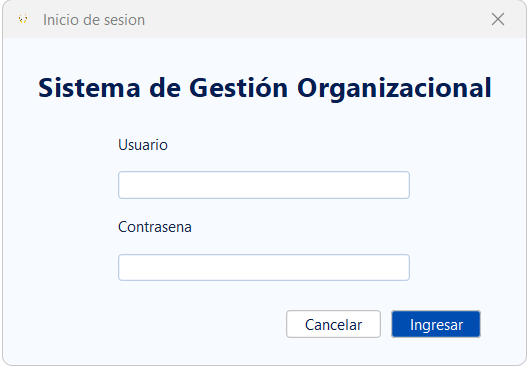 Inicio de sesion
Sistema de Gestión Organizacional
Usuario
Contrasena
Cancelar Ingresar